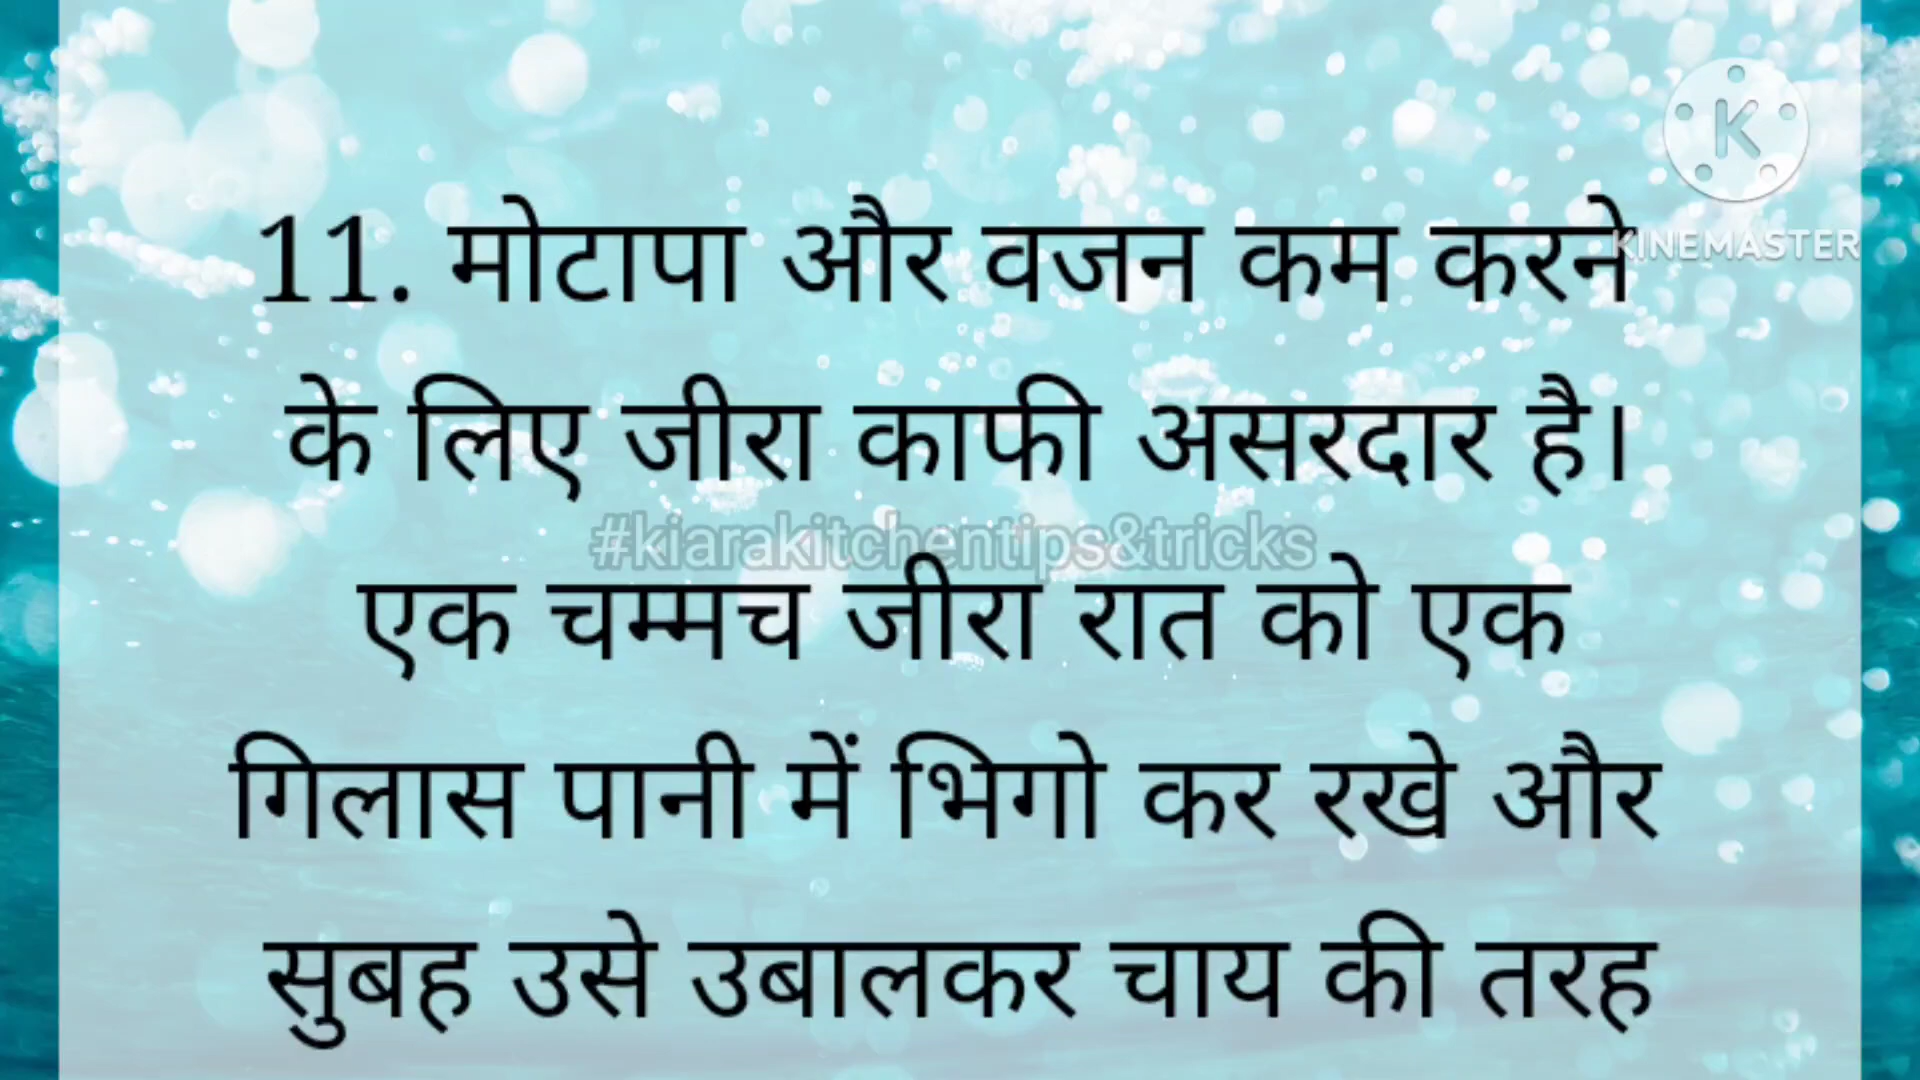 K
KINEMASTER
11. मोटापा और वजन कम करने
के लिए जीरा काफी असरदार है।
#kiarakitchentips&tricks
एक चम्मच जीरा रात को एक
गिलास पानी में भिगो कर रखे और
सुबह उसे उबालकर चाय की तरह